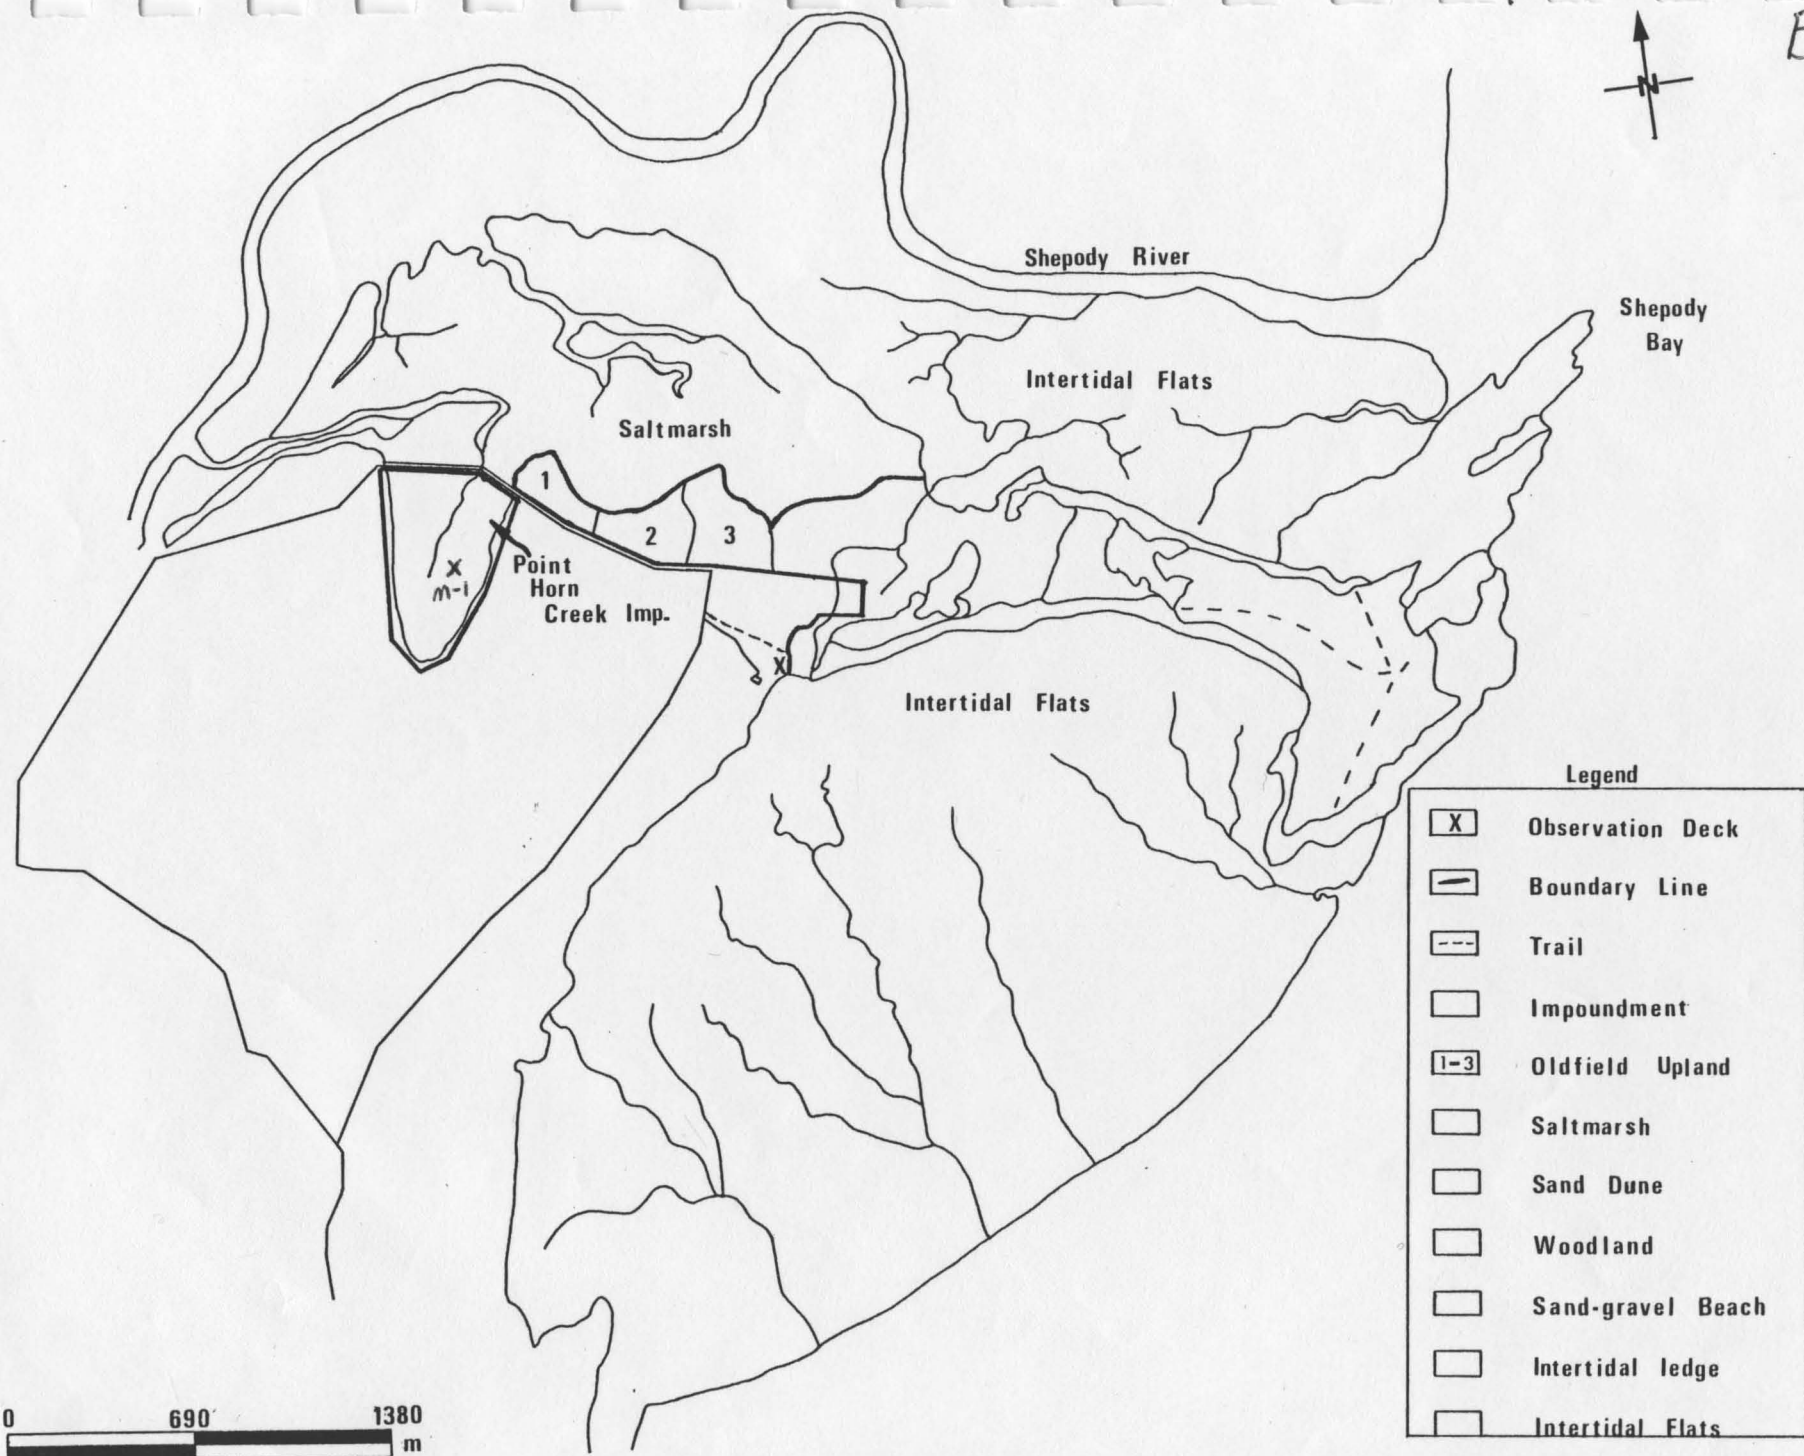 N
Shepody River
Shepody
Bay
Intertidal Flats
Saltmarsh
1
2
3
X
m-1
Point
Horn
Creek Imp.
X
Intertidal Flats
Legend
X Observation Deck
Boundary Line
Trail
Impoundment
1-3 Oldfield Upland
Saltmarsh
Sand Dune
Woodland
Sand-gravel Beach
Intertidal ledge
Intertidal Flats
0 690 1380
m